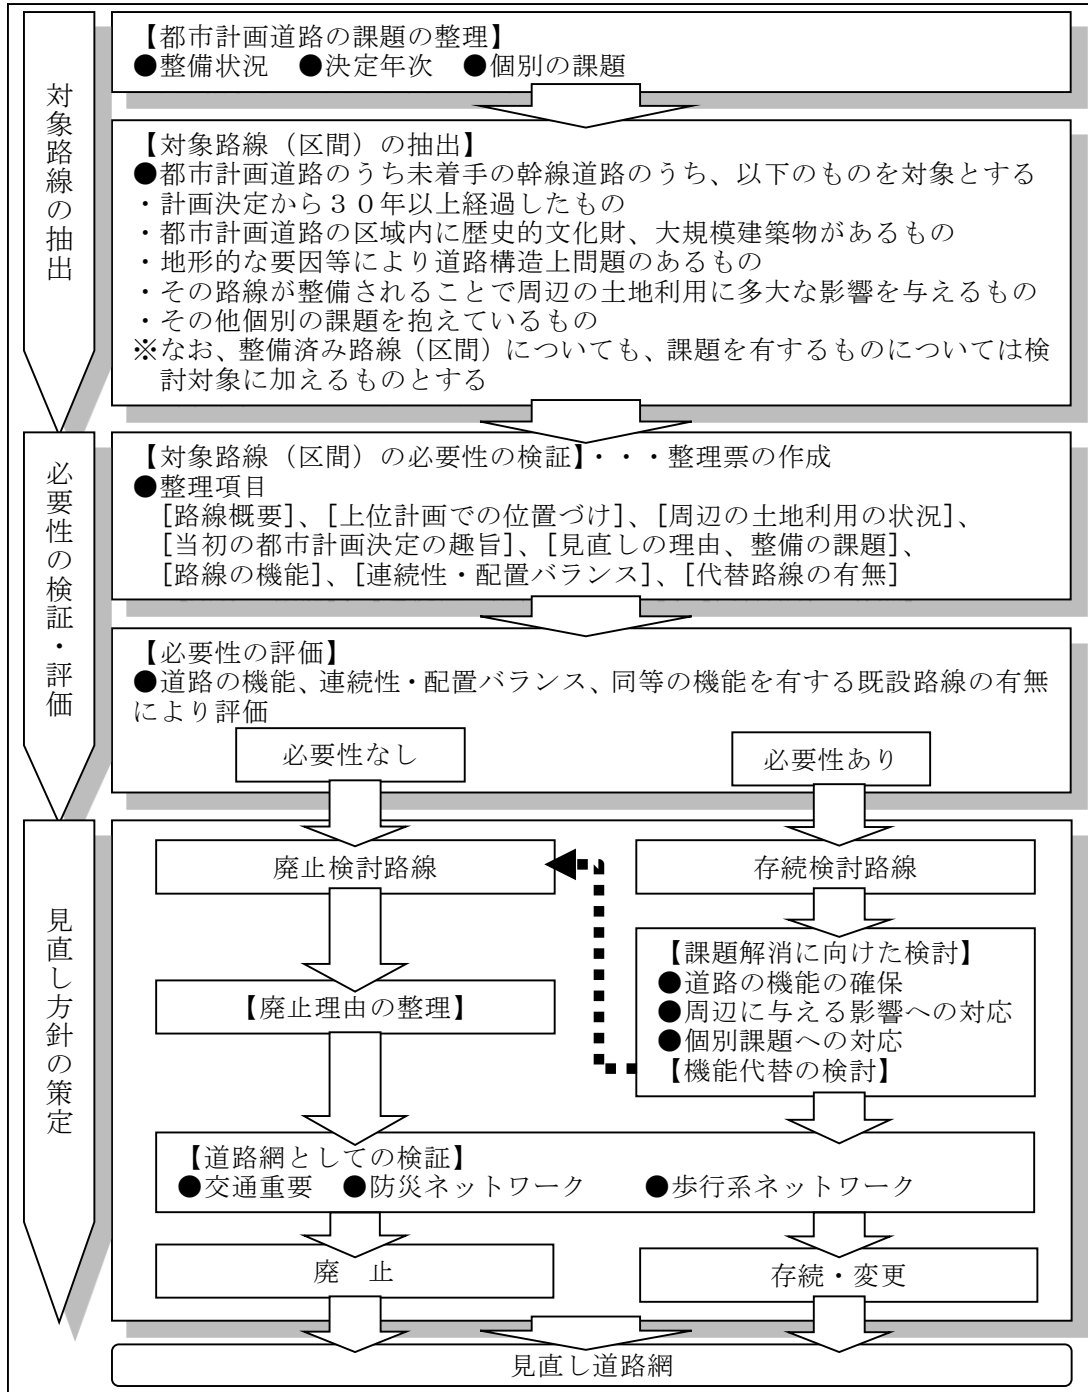 対象路線の抽出
【都市計画道路の課題の整理】
●整備状況　●決定年次　●個別の課題
【対象路線（区間）の抽出】
●都市計画道路のうち未着手の幹線道路のうち、以下のものを対象とする
・計画決定から３０年以上経過したもの
・都市計画道路の区域内に歴史的文化財、大規模建築物があるもの
・地形的な要因等により道路構造上問題のあるもの
・その路線が整備されることで周辺の土地利用に多大な影響を与えるもの
・その他個別の課題を抱えているもの
※なお、整備済み路線（区間）についても、課題を有するものについては検
討対象に加えるものとする
必要性の検証・評価
【対象路線（区間）の必要性の検証】・・・整理票の作成
●整理項目
[路線概要]、[上位計画での位置づけ]、[周辺の土地利用の状況]、
[当初の都市計画決定の趣旨]、[見直しの理由、整備の課題]、
[路線の機能]、[連続性・配置バランス]、[代替路線の有無]
【必要性の評価】
●道路の機能、連続性・配置バランス、同等の機能を有する既設路線の有無
により評価
必要性なし
必要性あり
見直し方針の策定
廃止検討路線
存続検討路線
【課題解消に向けた検討】
●道路の機能の確保
●周辺に与える影響への対応
●個別課題への対応
【機能代替の検討】
【廃止理由の整理】
【道路網としての検証】
●交通重要　●防災ネットワーク　　●歩行系ネットワーク
廃　止
存続・変更
見直し道路網